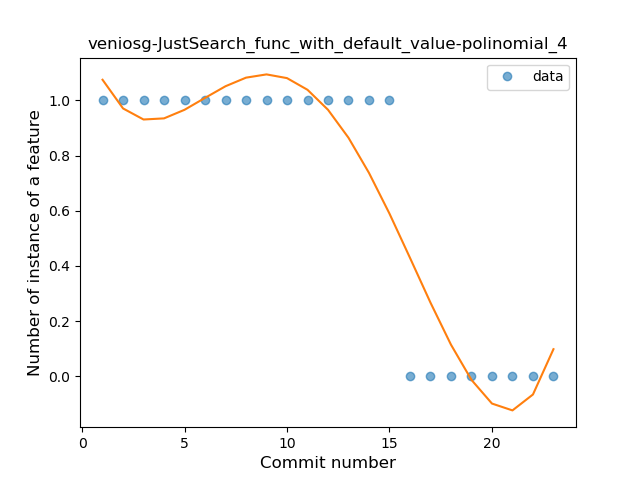 veniosg-JustSearch_func_with_default_value-polinomial_4
data
Number of instance of a feature
1.0
0.8
0.6
0.4
0.2
0.0
0 5 10 15 20
Commit number